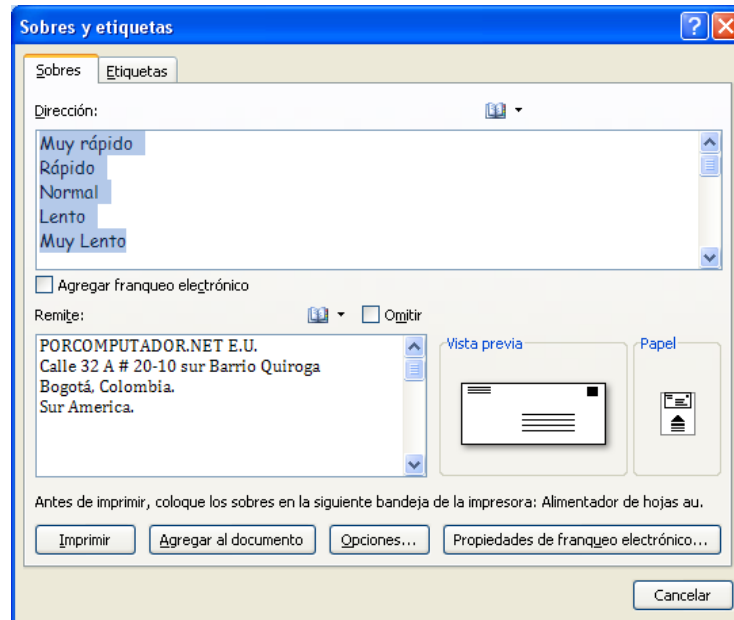 Sobres y etiquetas
Sobres Etiquetas
Dirección:
Muy rápido
Rápido
Normal
Lento
Muy Lento
Agregar franqueo electrónico
Remite: Omitir
PORCOMPUTADOR.NET E.U.
Calle 32 A # 20-10 sur Barrio Quiroga
Bogotá, Colombia.
Sur America.
Vista previa
Papel
Antes de imprimir, coloque los sobres en la siguiente bandeja de la impresora: Alimentador de hojas au.
Imprimir Agregar al documento Opciones... Propiedades de franqueo electrónico...
Cancelar